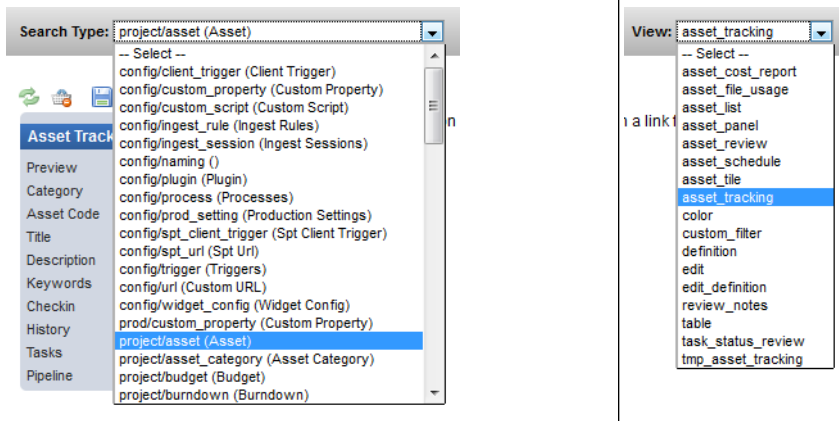 Search Type: project/asset (Asset)
-- Select --
config/client_trigger (Client Trigger)
config/custom_property (Custom Property)
config/custom_script (Custom Script)
config/ingest_rule (Ingest Rules)
config/ingest_session (Ingest Sessions)
config/naming ()
config/plugin (Plugin)
config/process (Processes)
config/prod_setting (Production Settings)
config/spt_client_trigger (Spt Client Trigger)
config/spt_url (Spt Url)
config/trigger (Triggers)
config/url (Custom URL)
config/widget_config (Widget Config)
prod/custom_property (Custom Property)
project/asset (Asset)
project/asset_category (Asset Category)
project/budget (Budget)
project/burndown (Burndown)
Asset Track
Preview
Category
Asset Code
Title
Description
Keywords
Checkin
History
Tasks
Pipeline
n
View: asset_tracking
-- Select --
asset_cost_report
asset_file_usage
asset_list
asset_panel
asset_review
asset_schedule
asset_tile
asset_tracking
color
custom_filter
definition
edit
edit_definition
review_notes
table
task_status_review
tmp_asset_tracking
a link f